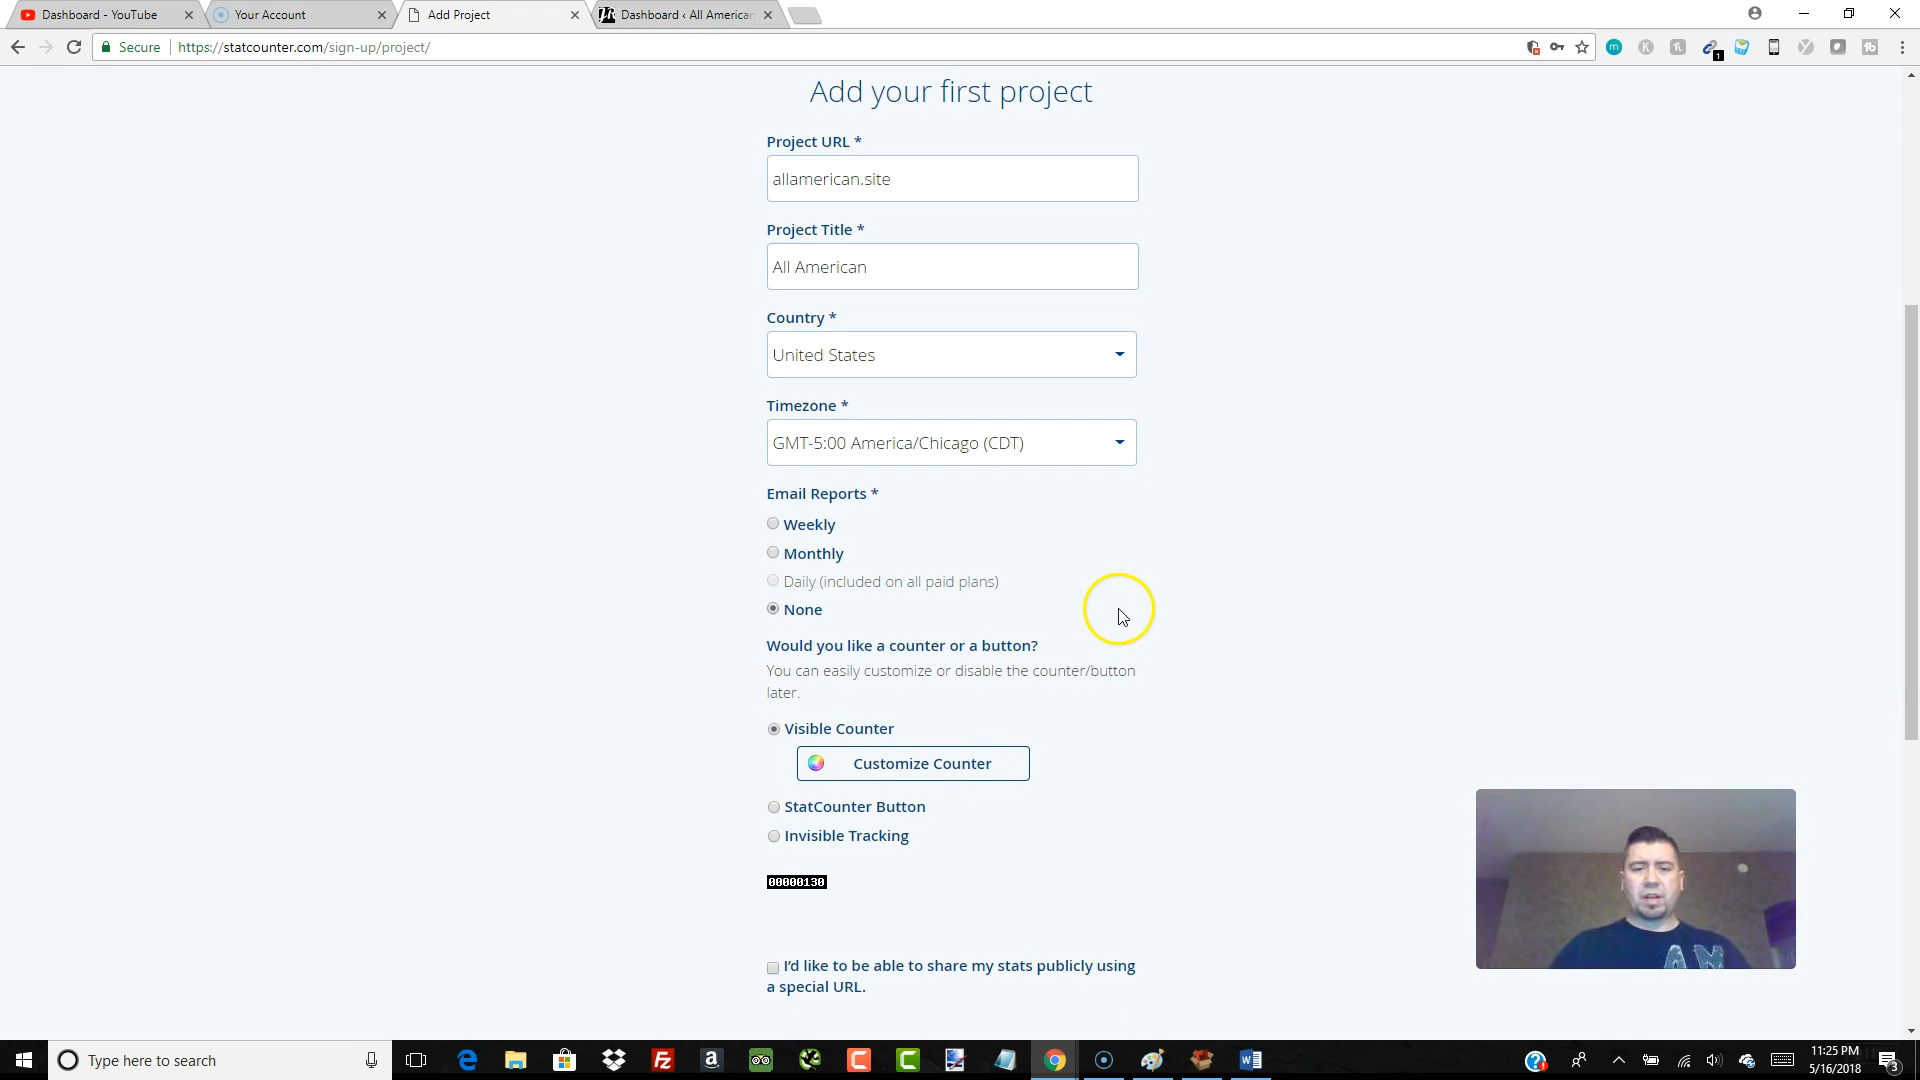 Dashboard - YouTube
Your Account
Add Project
Dashboard ‹ All American
Secure
https://statcounter.com/sign-up/project/
1
Add your first project
Project URL *
allamerican.site
Project Title *
All American
Country *
United States
Timezone *
GMT-5:00 America/Chicago (CDT)
Email Reports *
Weekly
Monthly
Daily (included on all paid plans)
None
Would you like a counter or a button?
You can easily customize or disable the counter/button
later.
Visible Counter
Customize Counter
StatCounter Button
Invisible Tracking
00000130
I'd like to be able to share my stats publicly using
a special URL.
Type here to search
11:25 PM
5/16/2018
3